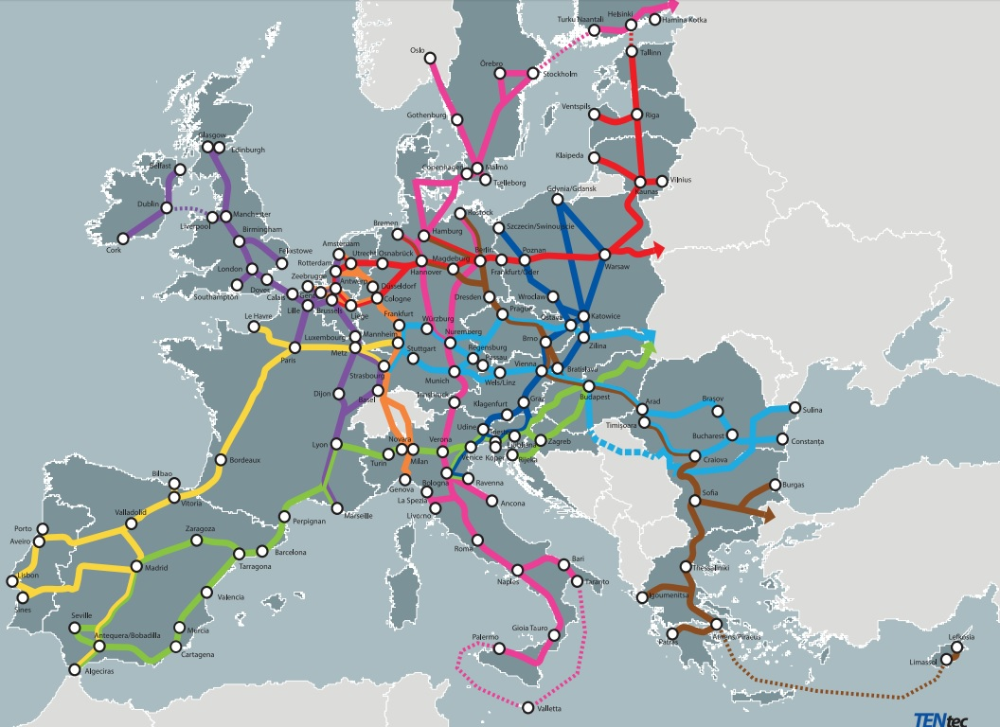 Turku Naantali
Helsinki
Hamina Kotka
Oslo
Örebro
Stockholm
Tallinn
Ventspils
Riga
Gothenburg
Glasgow
Edinburgh
Belfast
Klaipeda
Copenhagen
Malmö
Trelleborg
Vilnius
Kaunas
Gdynia/Gdansk
Dublin
Liverpool
Manchester
Cork
Birmingham
Rostock
Bremen
Hamburg
Szczecin/Swinoujscie
Felixstowe
Amsterdam
Utrecht
Osnabrück
Rotterdam
Hannover
Magdeburg
Berlin
Frankfurt/Oder
Poznan
Warsaw
London
Southampton
Dover
Calais
Zeebrugge
Antwerp
Düsseldorf
Cologne
Lille
Brussels
Liège
Dresden
Wroclaw
Katowice
Prague
Le Havre
Frankfurt
Würzburg
Nuremberg
Ostrava
Zilina
Paris
Luxembourg
Metz
Mannheim
Stuttgart
Regensburg
Passau
Brno
Strasbourg
Munich
Wels/Linz
Vienna
Bratislava
Dijon
Basel
Innsbruck
Klagenfurt
Graz
Budapest
Arad
Timișoara
Brașov
Bucharest
Sulina
Constanța
Craiova
Udine
Ljubljana
Zagreb
Koper
Rijeka
Lyon
Turin
Novara
Milan
Verona
Venice
Bordeaux
Genova
Bologna
Ravenna
La Spezia
Livorno
Ancona
Bilbao
Vitoria
Marseille
Perpignan
Sofia
Burgas
Porto
Aveiro
Valladolid
Zaragoza
Barcelona
Tarragona
Madrid
Roma
Naples
Bari
Taranto
Thessaloniki
Igoumenitsa
Lisbon
Sines
Valencia
Seville
Antequera/Bobadilla
Murcia
Cartagena
Algeciras
Palermo
Gioia Tauro
Valletta
Patras
Athens/Piraeus
Lefkosia
Limassol
TENtec